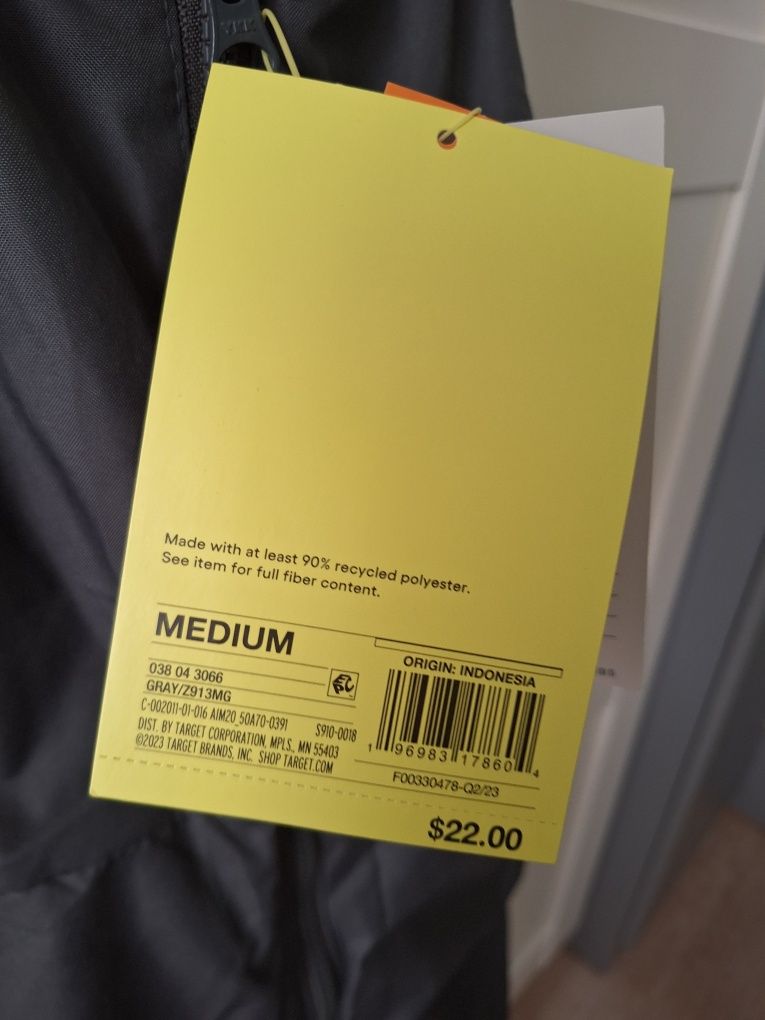 YKK
Made with at least 90% recycled polyester.
See item for full fiber content.
MEDIUM
038 04 3066
GRAY/Z913MG
C-002011-01-016 AIM20_50A70-0391 S910-0018
DIST. BY TARGET CORPORATION, MPLS., MN 55403
©2023 TARGET BRANDS, INC. SHOP TARGET.COM
ORIGIN: INDONESIA
1 96983 17860 4
F00330478-Q2/23
$22.00